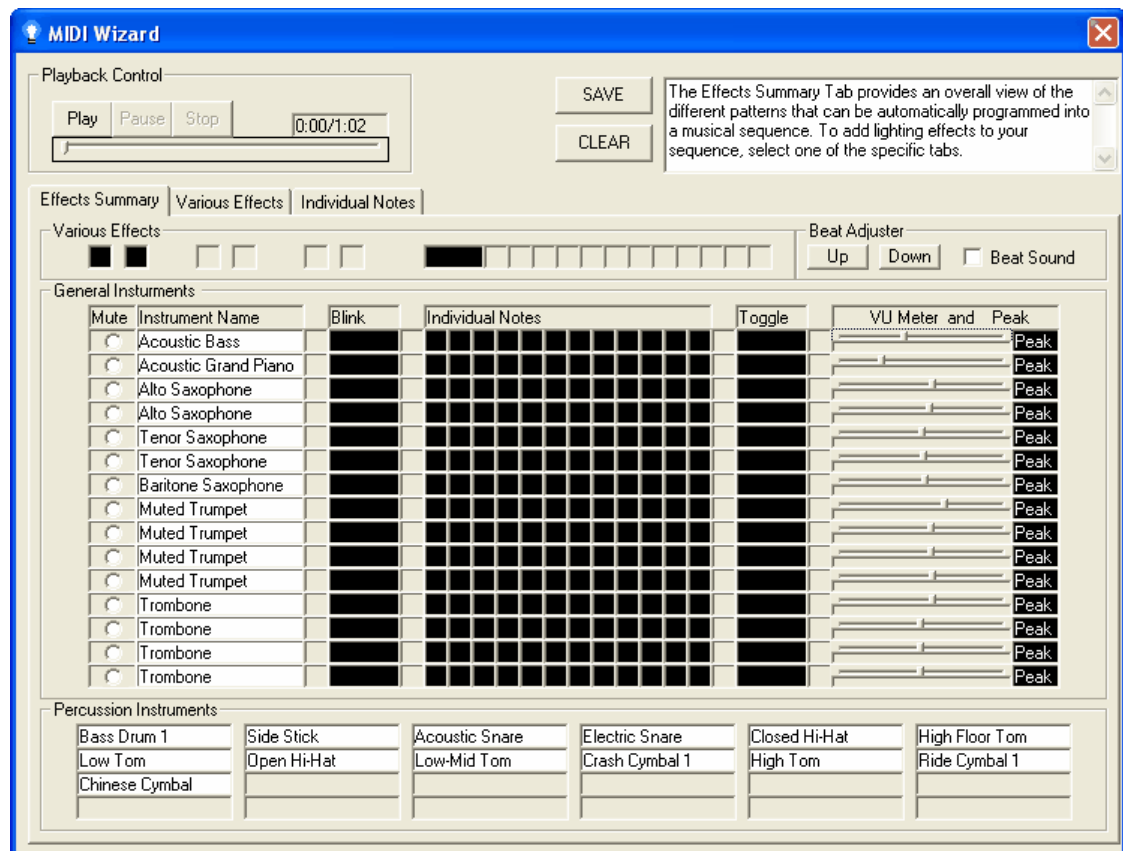 MIDI Wizard
Playback Control
Play Pause Stop 0:00/1:02
SAVE
CLEAR
The Effects Summary Tab provides an overall view of the
different patterns that can be automatically programmed into
a musical sequence. To add lighting effects to your
sequence, select one of the specific tabs.
Effects Summary Various Effects Individual Notes
Various Effects
Beat Adjuster
Up Down Beat Sound
General Insturments
Mute Instrument Name Blink Individual Notes Toggle VU Meter and Peak
Acoustic Bass Peak
Acoustic Grand Piano Peak
Alto Saxophone Peak
Alto Saxophone Peak
Tenor Saxophone Peak
Tenor Saxophone Peak
Baritone Saxophone Peak
Muted Trumpet Peak
Muted Trumpet Peak
Muted Trumpet Peak
Muted Trumpet Peak
Trombone Peak
Trombone Peak
Trombone Peak
Trombone Peak
Percussion Instruments
Bass Drum 1 Side Stick Acoustic Snare Electric Snare Closed Hi-Hat High Floor Tom
Low Tom Open Hi-Hat Low-Mid Tom Crash Cymbal 1 High Tom Ride Cymbal 1
Chinese Cymbal